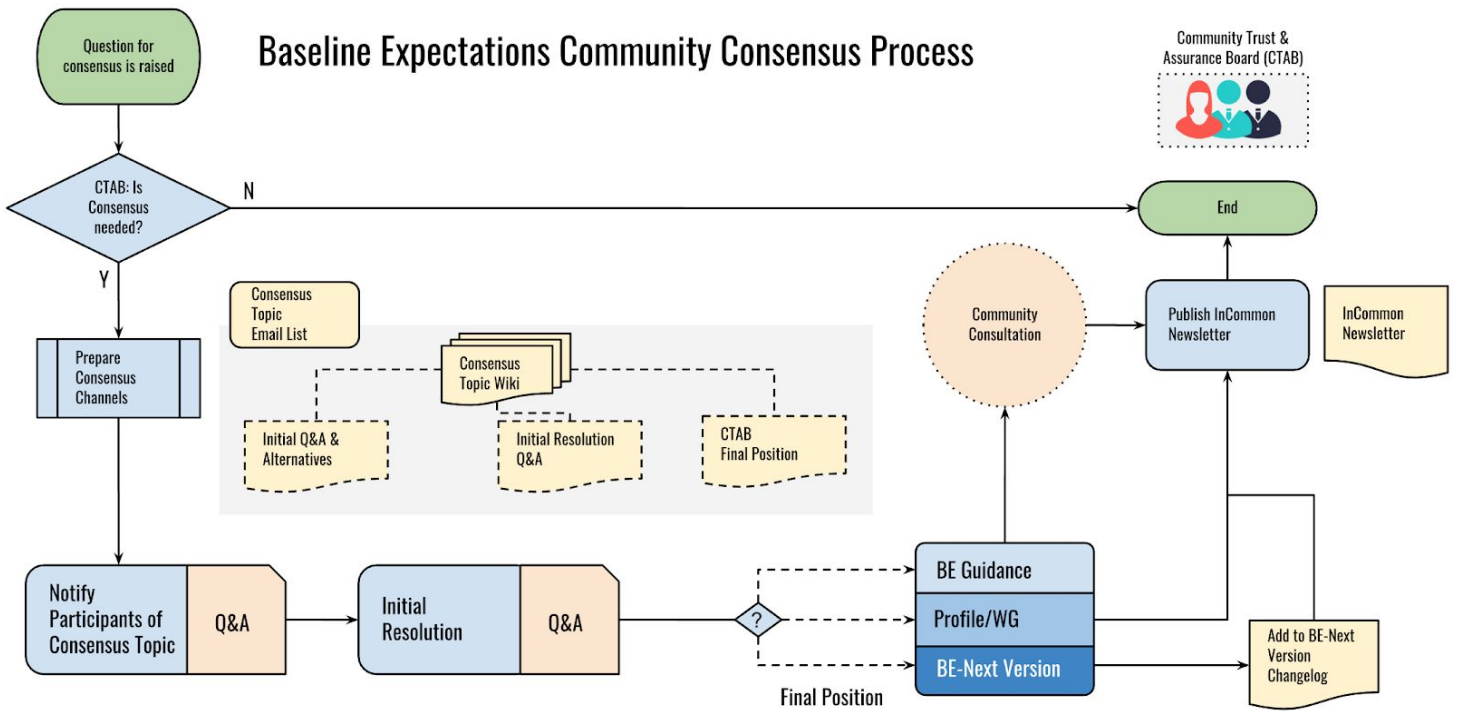 Question for
consensus is raised
Baseline Expectations Community Consensus Process
Community Trust &
Assurance Board (CTAB)
CTAB: Is
Consensus
needed?
N
End
Y
Consensus
Topic
Email List
Prepare
Consensus
Channels
Consensus
Topic Wiki
Community
Consultation
Publish InCommon
Newsletter
InCommon
Newsletter
Initial Q&A &
Alternatives
Initial Resolution
Q&A
CTAB
Final Position
Notify
Participants of
Consensus Topic
Q&A
Initial
Resolution
Q&A
?
BE Guidance
Profile/WG
BE-Next Version
Final Position
Add to BE-Next
Version
Changelog